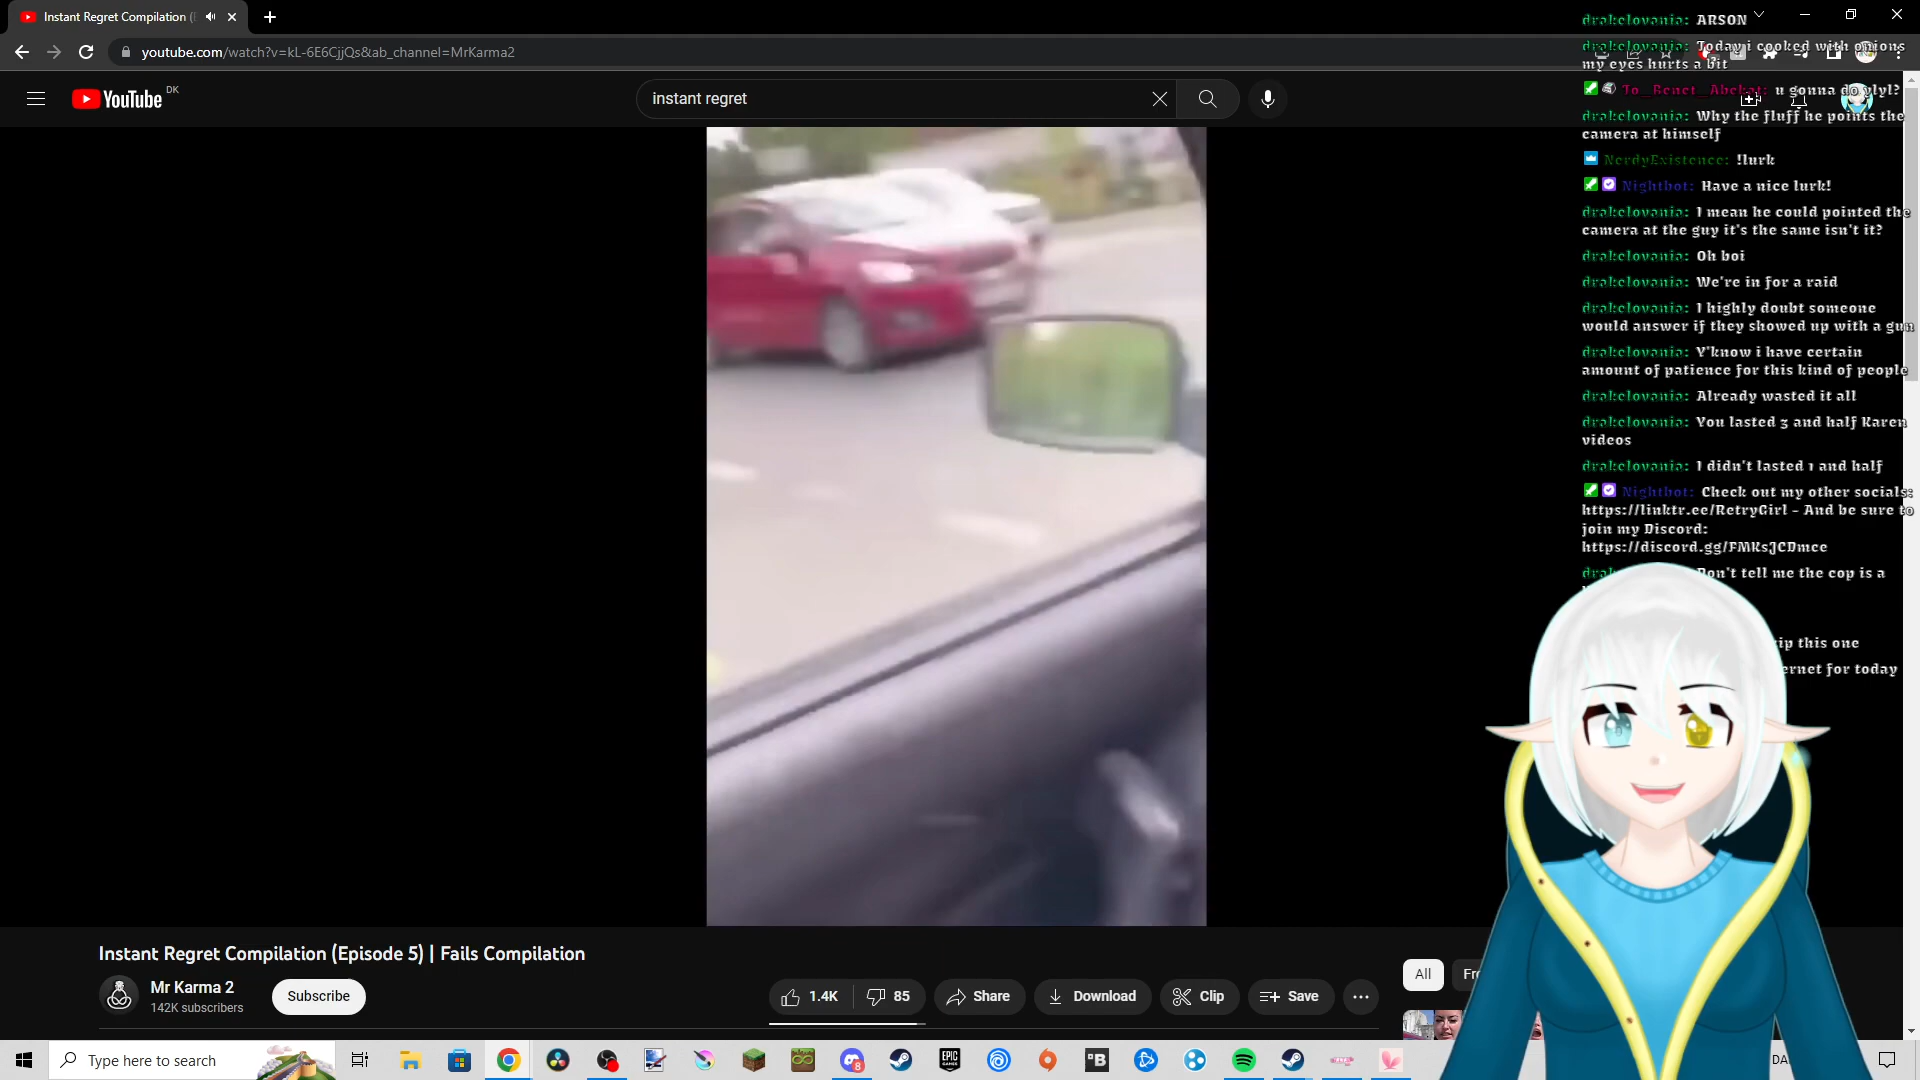 Instant Regret Compilation (
youtube.com/watch?v=kL-6E6CjjQs&ab_channel=MrKarma2
YouTube DK
instant regret
drakelovania: ARSON
drakelovania: Today i cooked with onions
my eyes hurts a bit
To_Benet_Abekat: u gonna do ylyl?
drakelovania: Why the fluff he points the
camera at himself
NerdyExistence: !lurk
Nightbot: Have a nice lurk!
drakelovania: I mean he could pointed the
camera at the guy it's the same isn't it?
drakelovania: Oh boi
drakelovania: We're in for a raid
drakelovania: I highly doubt someone
would answer if they showed up with a gun
drakelovania: Y'know i have certain
amount of patience for this kind of people
drakelovania: Already wasted it all
drakelovania: You lasted 3 and half Karen
videos
drakelovania: I didn't lasted 1 and half
Nightbot: Check out my other socials:
https://linktr.ee/RetryGirl - And be sure to
join my Discord:
https://discord.gg/FMKsJCDmce
Don't tell me the cop is a
this one
for today
Instant Regret Compilation (Episode 5) | Fails Compilation
Mr Karma 2
142K subscribers
Subscribe
1.4K
85
Share
Download
Clip
Save
All
Type here to search
8